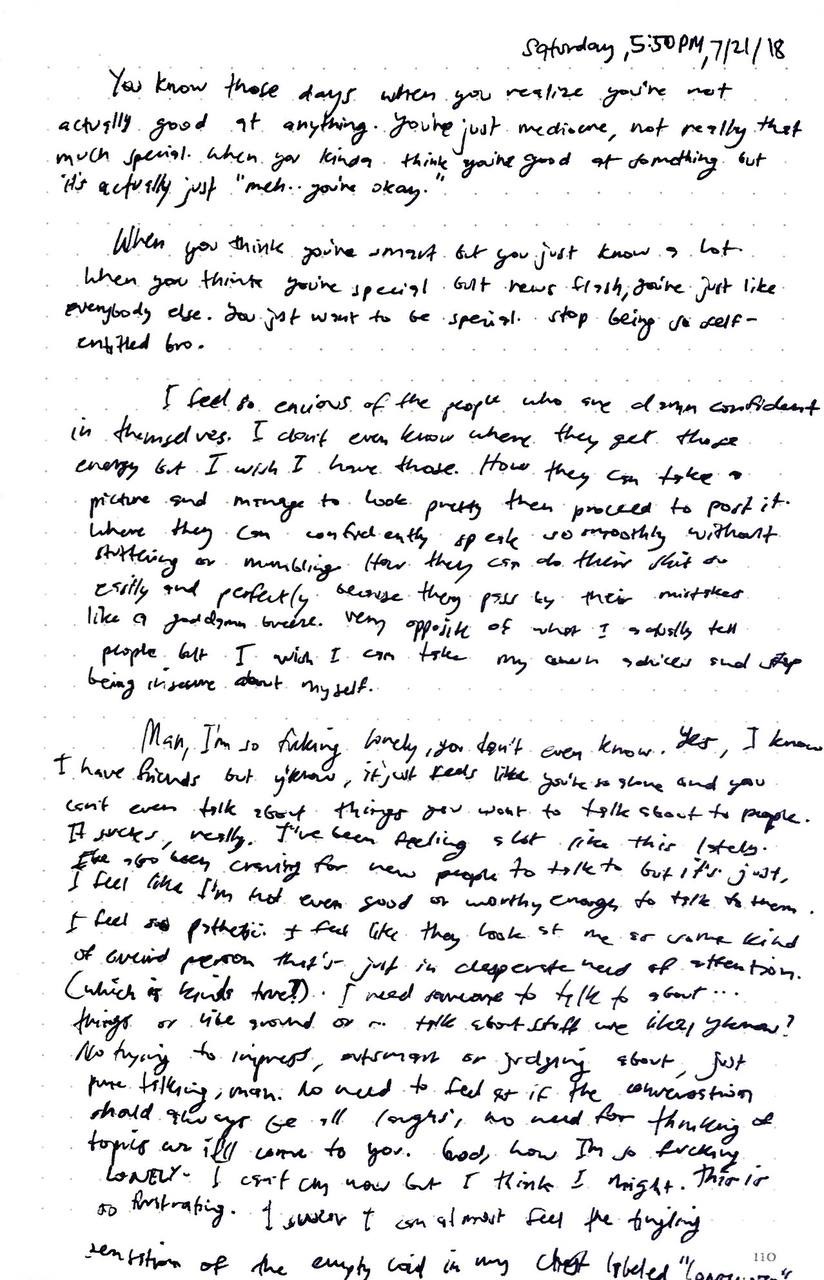 Saturday, 5:50PM, 7/21/18
You know those days when you realize you're not
actually good at anything. You're just mediocre, not really that
much special. When you kinda think you're good at something but
it's actually just "meh.. you're okay."
When you think you're smart but you just know a lot.
When you think you're special but news flash, you're just like
everybody else. You just want to be special. Stop being so self-
entitled bro.
I feel so envious of the people who are damn confident
in themselves. I don't even know where they get those
energy but I wish I have those. How they can take a
picture and manage to look pretty then proceed to post it.
Where they can confidently speak so smoothly without
stuttering or mumbling. How they can do their shit so
easily and perfectly because they pass by their mistakes
like a goddamn breeze. Very opposite of what I actually tell
people but I wish I can take my own advices and stop
being insecure about myself.
Man, I'm so fucking lonely, you don't even know. Yes, I know
I have friends but y'know, it just feels like you're so alone and you
can't even talk about things you want to talk about to people.
It sucks, really. I've been feeling a lot like this lately.
I've also been craving for new people to talk to but it's just,
I feel like I'm not even good or worthy enough to talk to them.
I feel so pathetic. I feel like they look at me as some kind
of weird person that's just in desperate need of attention.
(which is kinda true?). I need someone to talk to about...
things or like around or talk about stuff we like, y'know?
No trying to impress, outsmart or judging about, just
pure talking, man. No need to feel as if the conversation
should always be all laughs, no need for thinking of
topics it'll come to you. God, how I'm so fucking
LONELY. I can't cry now but I think I might. This is
so frustrating. I swear I can almost feel the tingling
sensation of the empty void in my chest labeled
110